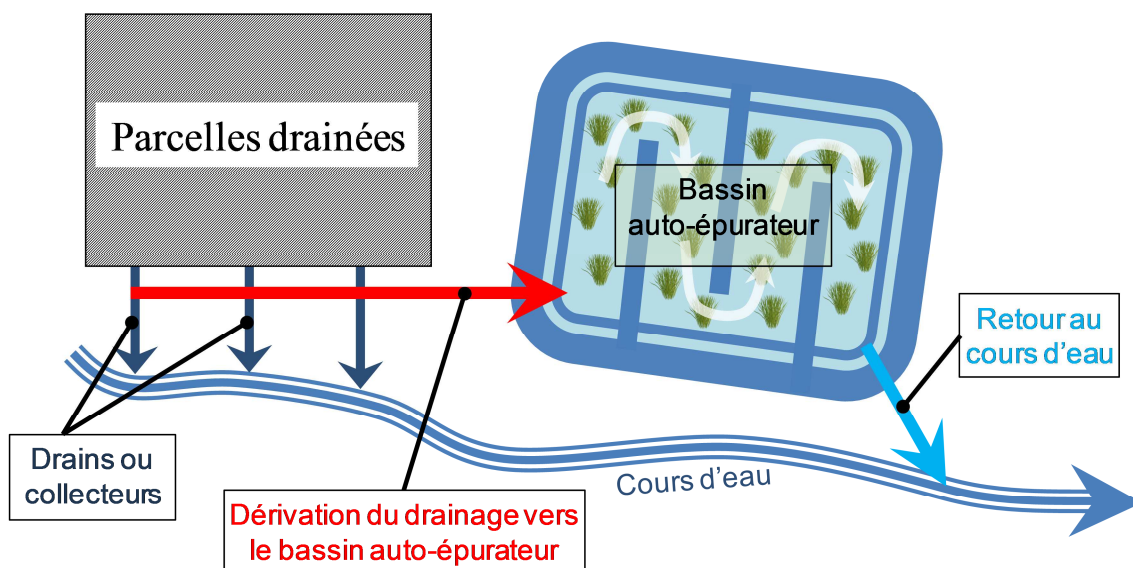 Parcelles drainées
Bassin
auto-épurateur
Retour au
cours d'eau
Drains ou
collecteurs
Cours d'eau
Dérivation du drainage vers
le bassin auto-épurateur